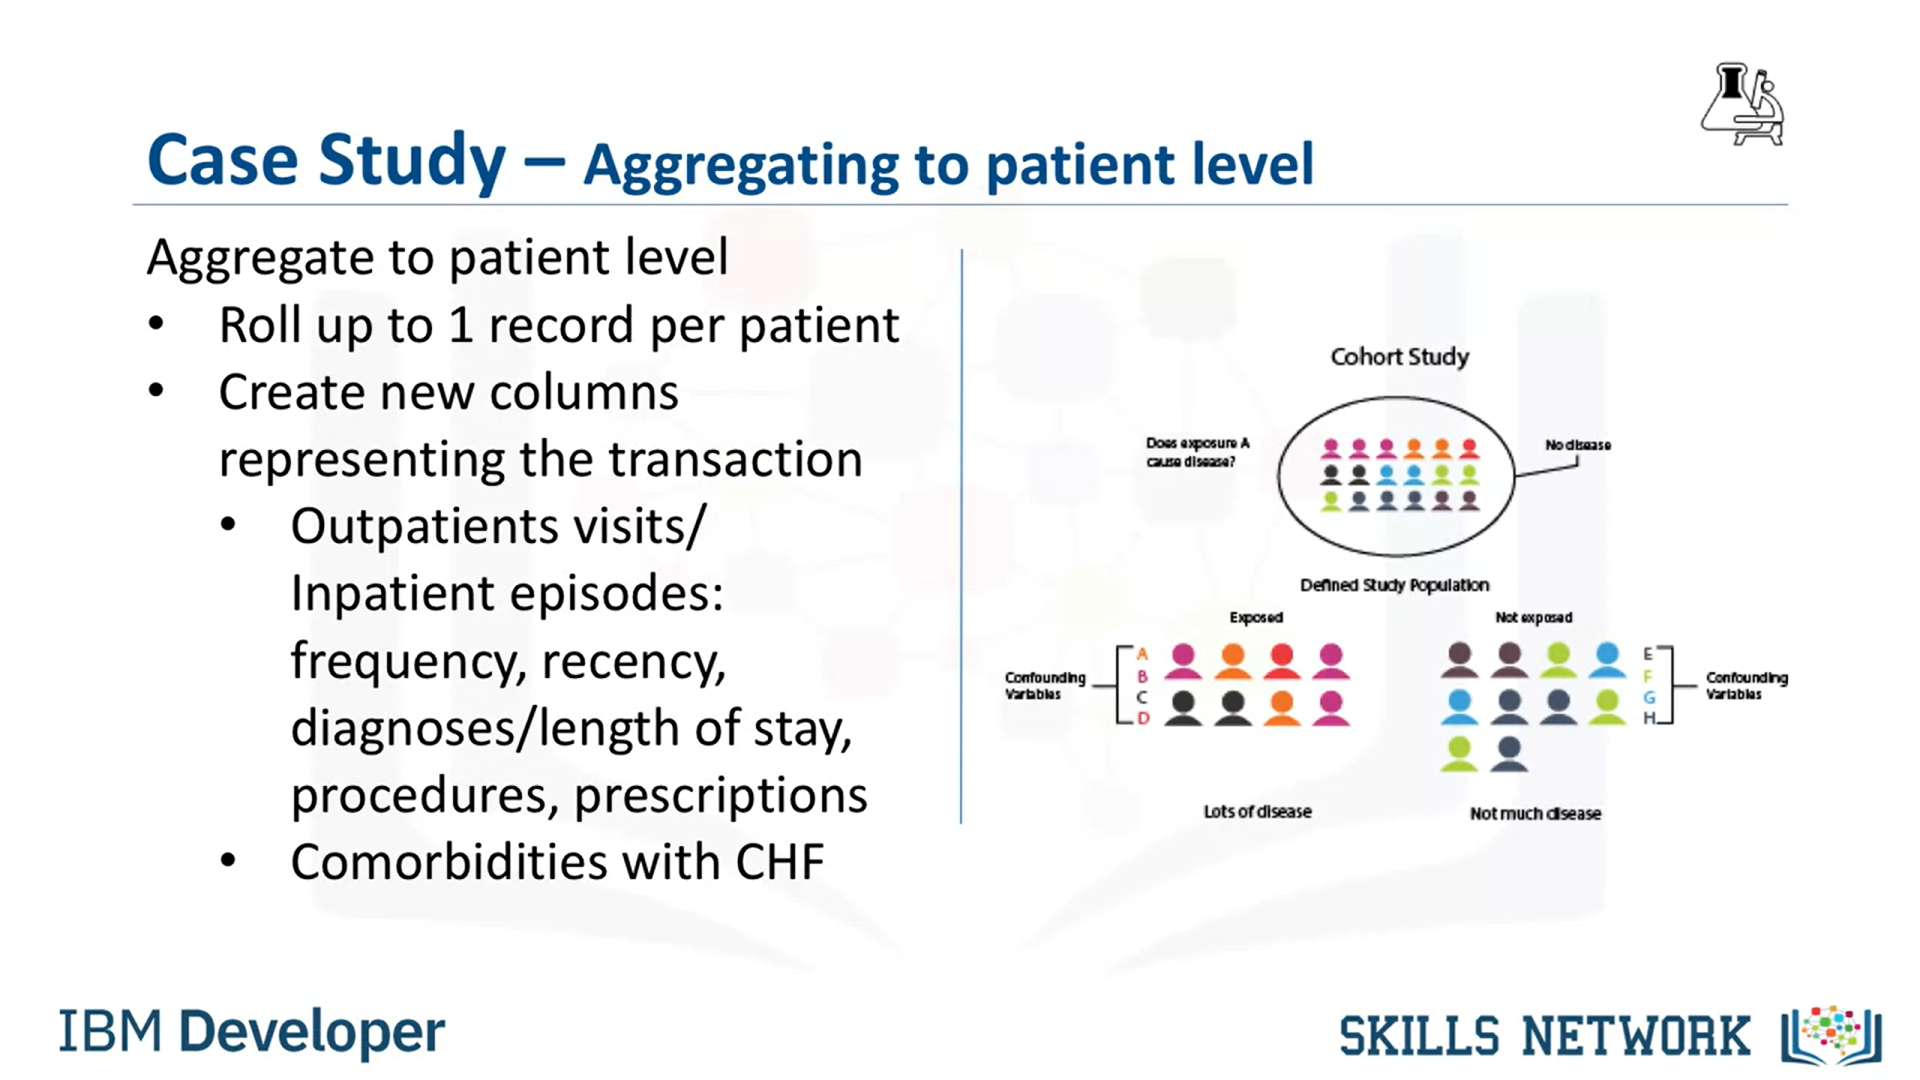 Case Study – Aggregating to patient level
Aggregate to patient level
• Roll up to 1 record per patient
• Create new columns
representing the transaction
• Outpatients visits/
Inpatient episodes:
frequency, recency,
diagnoses/length of stay,
procedures, prescriptions
• Comorbidities with CHF
Cohort Study
Does exposure A
cause disease?
No disease
Defined Study Population
Exposed
Not exposed
Confounding
Variables
A
B
C
D
E
F
G
H
Confounding
Variables
Lots of disease
Not much disease
IBM Developer
SKILLS NETWORK